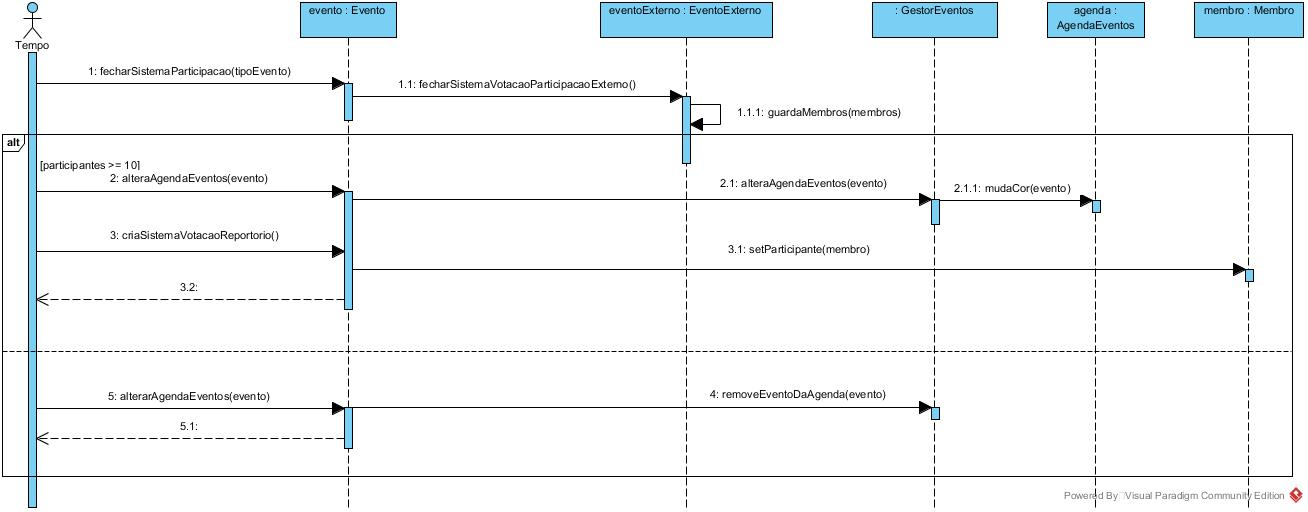 Tempo
evento : Evento
eventoExterno : EventoExterno
: GestorEventos
agenda :
AgendaEventos
membro : Membro
1: fecharSistemaParticipacao(tipoEvento)
1.1: fecharSistemaVotacaoParticipacaoExterno()
1.1.1: guardaMembros(membros)
alt
[participantes >= 10]
2: alteraAgendaEventos(evento)
2.1: alteraAgendaEventos(evento)
2.1.1: mudaCor(evento)
3: criaSistemaVotacaoReportorio()
3.1: setParticipante(membro)
3.2:
5: alterarAgendaEventos(evento)
4: removeEventoDaAgenda(evento)
5.1:
Powered By Visual Paradigm Community Edition